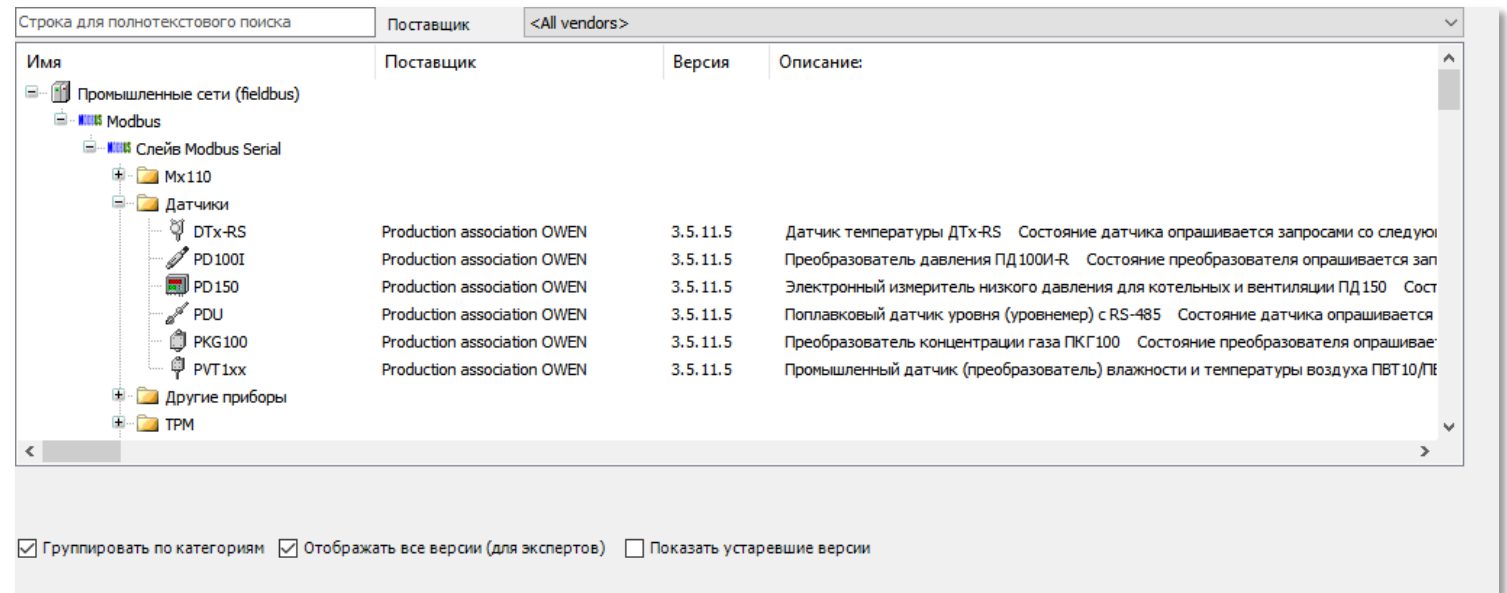 Строка для полнотекстового поиска Поставщик <All vendors>
Имя Поставщик Версия Описание:
Промышленные сети (fieldbus)
MODBUS Modbus
MODBUS Слейв Modbus Serial
Mx110
Датчики
DTx-RS Production association OWEN 3.5.11.5 Датчик температуры ДТх-RS Состояние датчика опрашивается запросами со следую
PD100I Production association OWEN 3.5.11.5 Преобразователь давления ПД100И-R Состояние преобразователя опрашивается зап
PD150 Production association OWEN 3.5.11.5 Электронный измеритель низкого давления для котельных и вентиляции ПД150 Сост
PDU Production association OWEN 3.5.11.5 Поплавковый датчик уровня (уровнемер) с RS-485 Состояние датчика опрашивается
PKG100 Production association OWEN 3.5.11.5 Преобразователь концентрации газа ПКГ100 Состояние преобразователя опрашивает
PVT1xx Production association OWEN 3.5.11.5 Промышленный датчик (преобразователь) влажности и температуры воздуха ПВТ10/ПВ
Другие приборы
ТРМ
Группировать по категориям Отображать все версии (для экспертов) Показать устаревшие версии